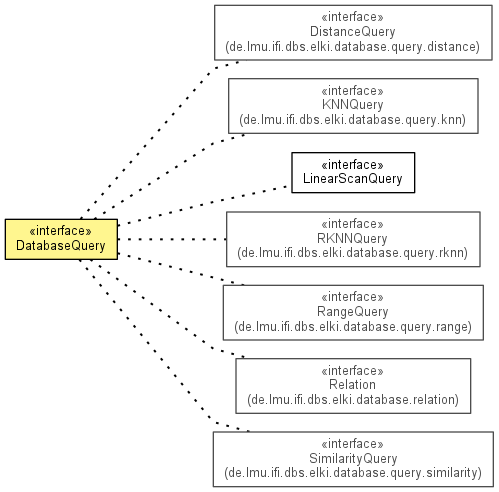 «interface»
DistanceQuery
(de.lmu.ifi.dbs.elki.database.query.distance)
«interface»
KNNQuery
(de.lmu.ifi.dbs.elki.database.query.knn)
«interface»
LinearScanQuery
«interface»
DatabaseQuery
«interface»
RKNNQuery
(de.lmu.ifi.dbs.elki.database.query.rknn)
«interface»
RangeQuery
(de.lmu.ifi.dbs.elki.database.query.range)
«interface»
Relation
(de.lmu.ifi.dbs.elki.database.relation)
«interface»
SimilarityQuery
(de.lmu.ifi.dbs.elki.database.query.similarity)